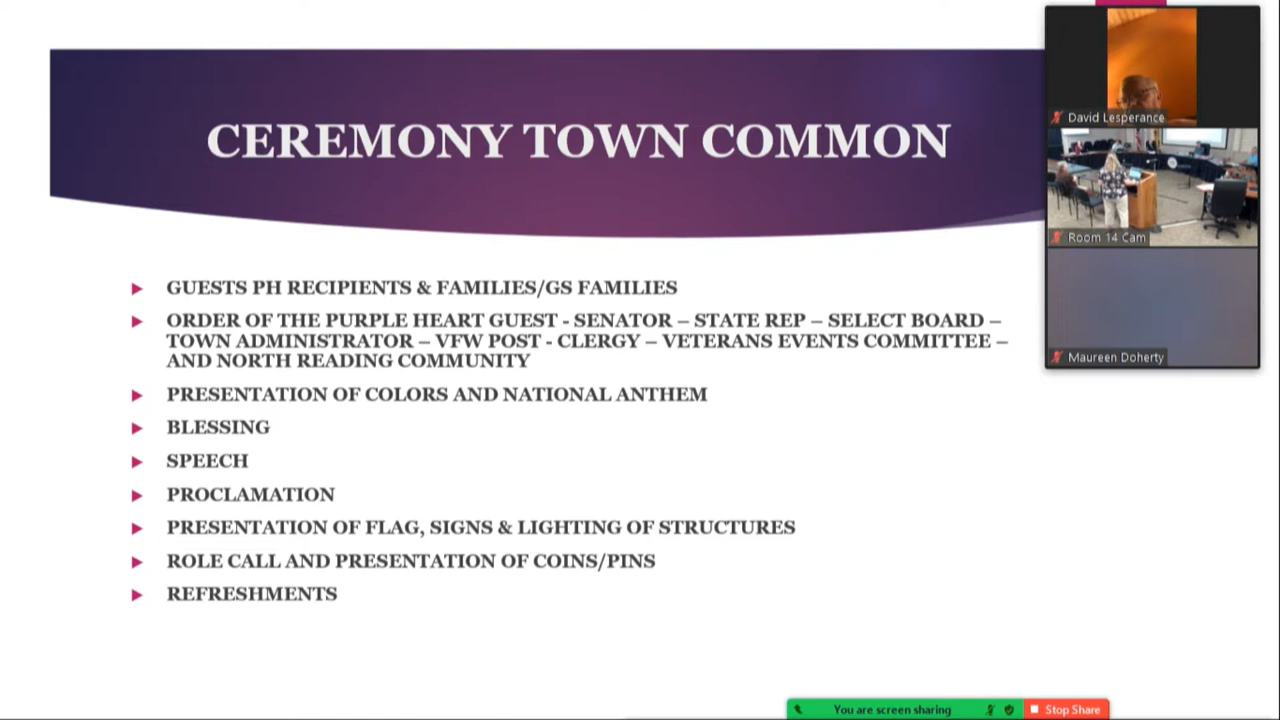 CEREMONY TOWN COMMON
GUESTS PH RECIPIENTS & FAMILIES/GS FAMILIES
ORDER OF THE PURPLE HEART GUEST - SENATOR – STATE REP – SELECT BOARD –
TOWN ADMINISTRATOR – VFW POST - CLERGY – VETERANS EVENTS COMMITTEE –
AND NORTH READING COMMUNITY
PRESENTATION OF COLORS AND NATIONAL ANTHEM
BLESSING
SPEECH
PROCLAMATION
PRESENTATION OF FLAG, SIGNS & LIGHTING OF STRUCTURES
ROLE CALL AND PRESENTATION OF COINS/PINS
REFRESHMENTS
David Lesperance
Room 14 Cam
Maureen Doherty
You are screen sharing
Stop Share